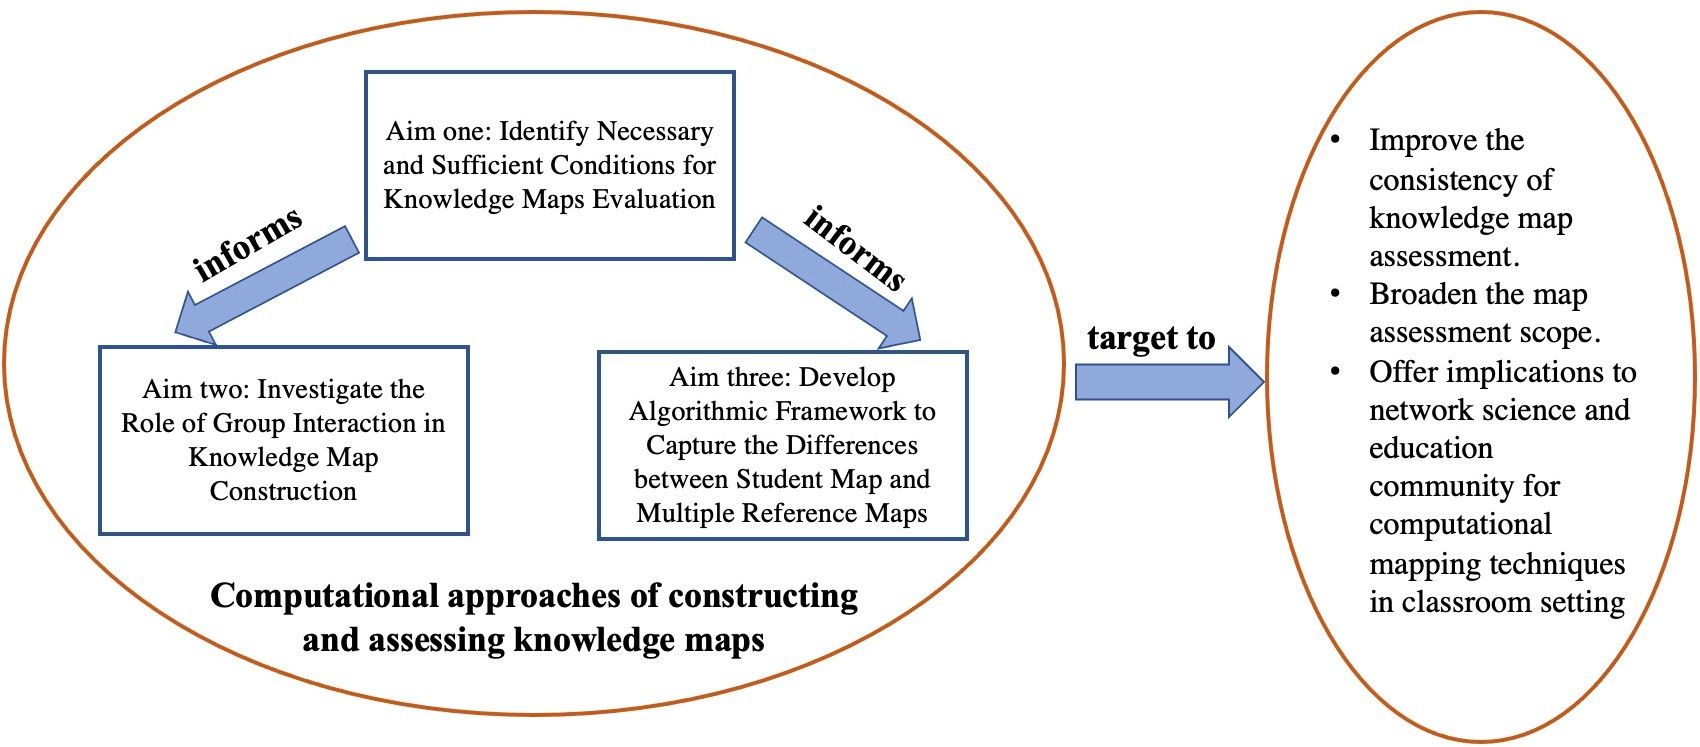 Aim one: Identify Necessary
and Sufficient Conditions for
Knowledge Maps Evaluation
informs
informs
Aim two: Investigate the
Role of Group Interaction in
Knowledge Map
Construction
Aim three: Develop
Algorithmic Framework to
Capture the Differences
between Student Map and
Multiple Reference Maps
Computational approaches of constructing
and assessing knowledge maps
target to
• Improve the
consistency of
knowledge map
assessment.
• Broaden the map
assessment scope.
• Offer implications to
network science and
education
community for
computational
mapping techniques
in classroom setting